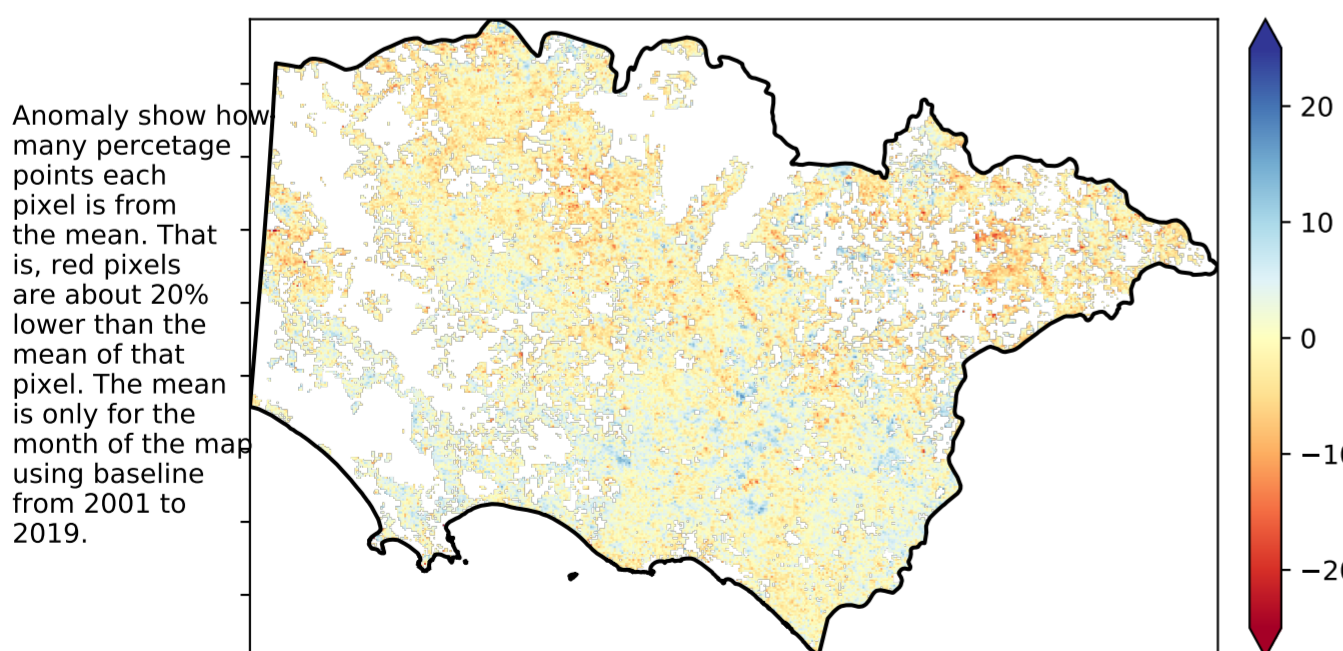 Anomaly show how
many percetage
points each
pixel is from
the mean. That
is, red pixels
are about 20%
lower than the
mean of that
pixel. The mean
is only for the
month of the map
using baseline
from 2001 to
2019.
20
10
0
−10
−20